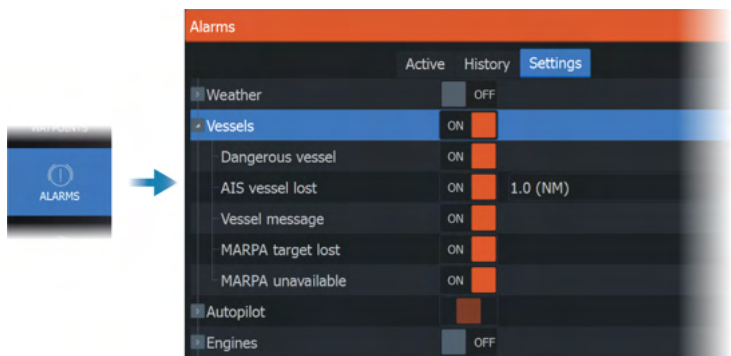 Alarms
Active History Settings
Weather OFF
Vessels ON
Dangerous vessel ON
AIS vessel lost ON 1.0 (NM)
Vessel message ON
MARPA target lost ON
MARPA unavailable ON
Autopilot
Engines OFF
WAYPOINTS
ALARMS